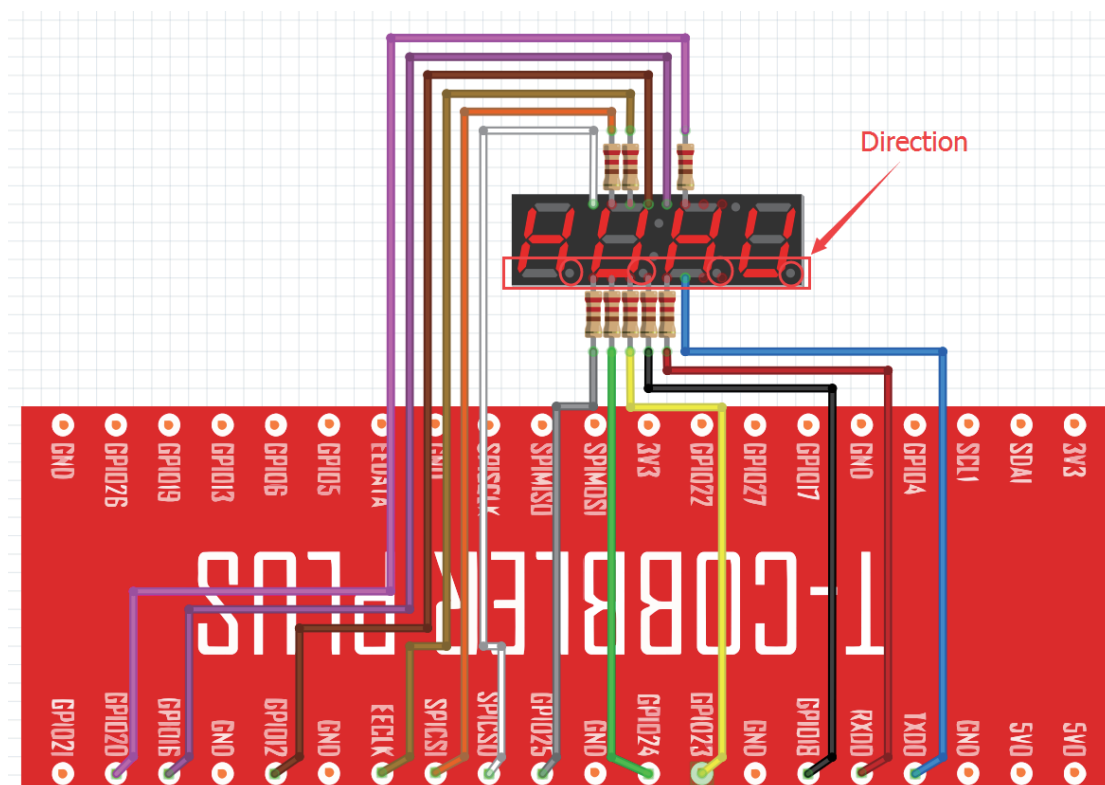 Direction
GND
GPIO26
GPIO19
GPIO13
GPIO6
GPIO5
EEDATA
GND
SPIMISO
SPIMOSI
3V3
GPIO22
GPIO27
GPIO17
GND
GPIO4
SCL1
SDA1
3V3
T-COBBLER PLUS
GPIO21
GPIO20
GPIO16
GND
GPIO12
GND
EECLK
SPICS1
SPICS0
GPIO25
GND
GPIO24
GPIO23
GND
GPIO18
RXD0
TXD0
GND
5V0
5V0